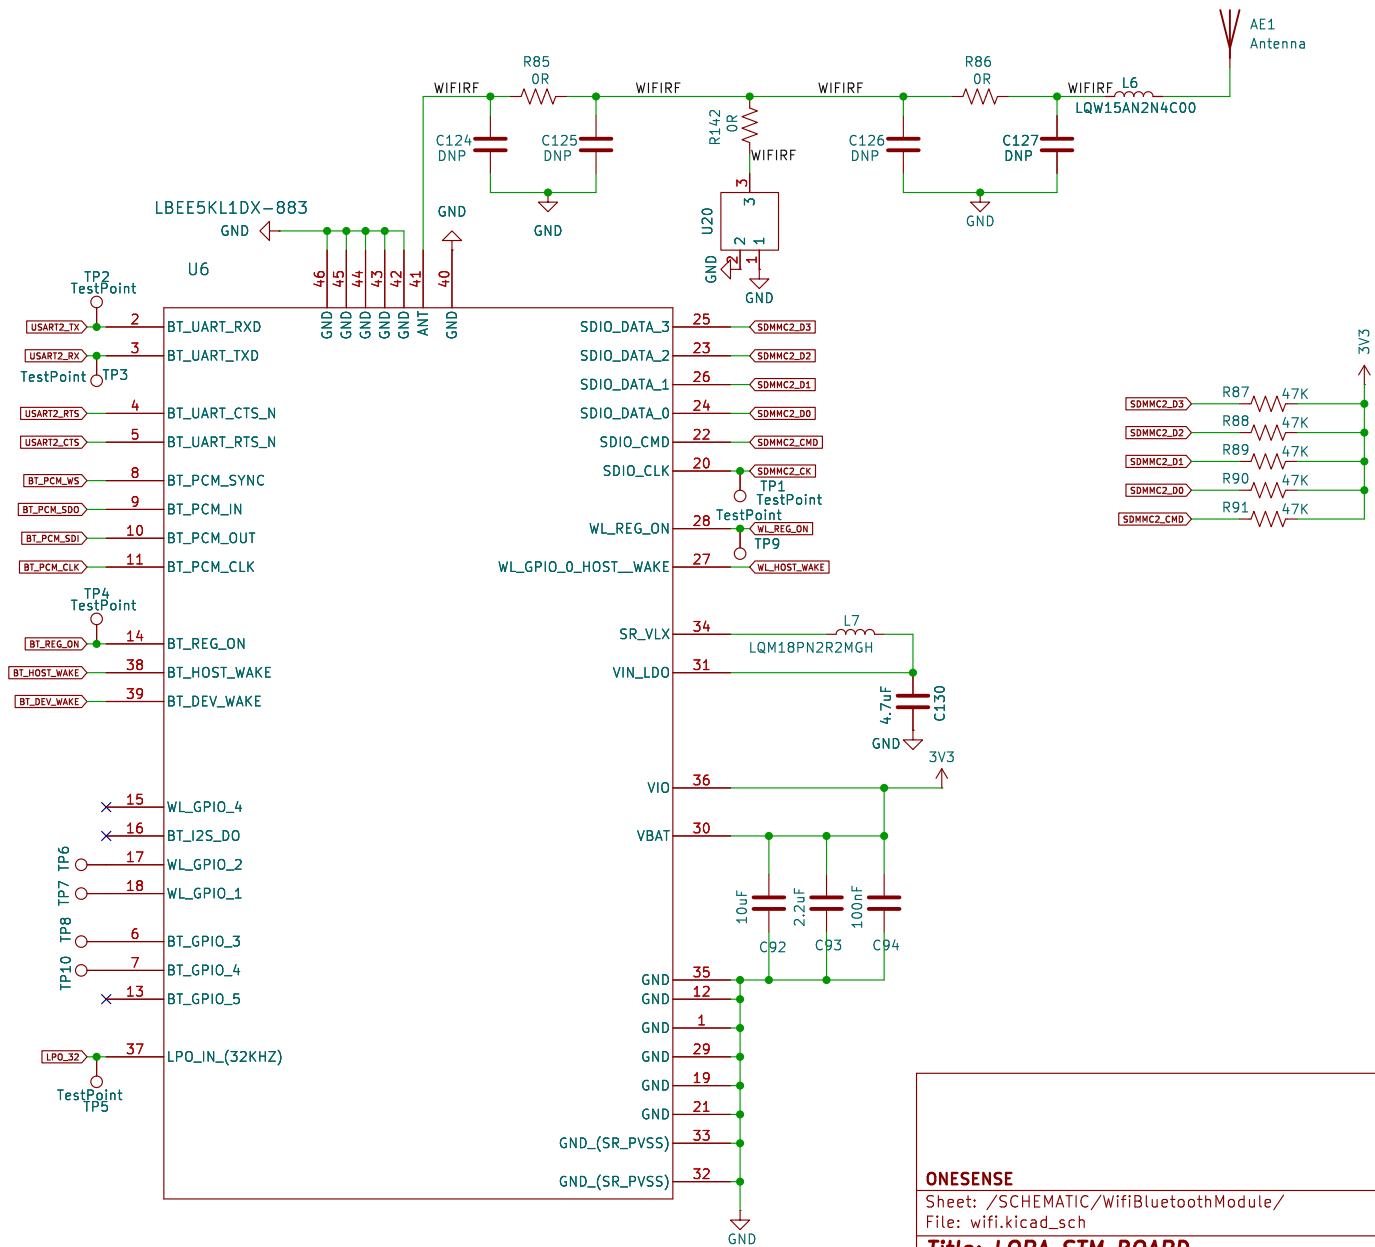 AE1
Antenna
R85
0R
R86
0R
L6
LQW15AN2N4C00
WIFIRF
WIFIRF
WIFIRF
WIFIRF
R142
0R
WIFIRF
C124
DNP
C125
DNP
C126
DNP
C127
DNP
GND
GND
3
3
U20
2
1
2
1
GND
GND
LBEE5KL1DX-883
GND
GND
U6
46
45
44
43
42
41
40
GND
GND
GND
GND
GND
ANT
GND
TP2
TestPoint
USART2_TX 2 BT_UART_RXD
USART2_RX 3 BT_UART_TXD
TestPoint TP3
USART2_RTS 4 BT_UART_CTS_N
USART2_CTS 5 BT_UART_RTS_N
BT_PCM_WS 8 BT_PCM_SYNC
BT_PCM_SDO 9 BT_PCM_IN
BT_PCM_SDI 10 BT_PCM_OUT
BT_PCM_CLK 11 BT_PCM_CLK
TP4
TestPoint
BT_REG_ON 14 BT_REG_ON
BT_HOST_WAKE 38 BT_HOST_WAKE
BT_DEV_WAKE 39 BT_DEV_WAKE
15 WL_GPIO_4
16 BT_I2S_DO
TP6 17 WL_GPIO_2
TP7 18 WL_GPIO_1
TP8 6 BT_GPIO_3
TP10 7 BT_GPIO_4
13 BT_GPIO_5
LPO_32 37 LPO_IN_(32KHZ)
TestPoint
TP5
SDIO_DATA_3 25 SDMMC2_D3
SDIO_DATA_2 23 SDMMC2_D2
SDIO_DATA_1 26 SDMMC2_D1
SDIO_DATA_0 24 SDMMC2_D0
SDIO_CMD 22 SDMMC2_CMD
SDIO_CLK 20 SDMMC2_CK
TP1
TestPoint
TestPoint
WL_REG_ON 28 WL_REG_ON
TP9
WL_GPIO_0_HOST__WAKE 27 WL_HOST_WAKE
SR_VLX 34
L7
LQM18PN2R2MGH
VIN_LDO 31
4.7uF
C130
GND
3V3
VIO 36
VBAT 30
10uF
2.2uF
100nF
C92
C93
C94
GND 35
GND 12
GND 1
GND 29
GND 19
GND 21
GND_(SR_PVSS) 33
GND_(SR_PVSS) 32
GND
3V3
SDMMC2_D3 R87 47K
SDMMC2_D2 R88 47K
SDMMC2_D1 R89 47K
SDMMC2_D0 R90 47K
SDMMC2_CMD R91 47K
ONESENSE
Sheet: /SCHEMATIC/WifiBluetoothModule/
File: wifi.kicad_sch
Title: LORA STM BOARD